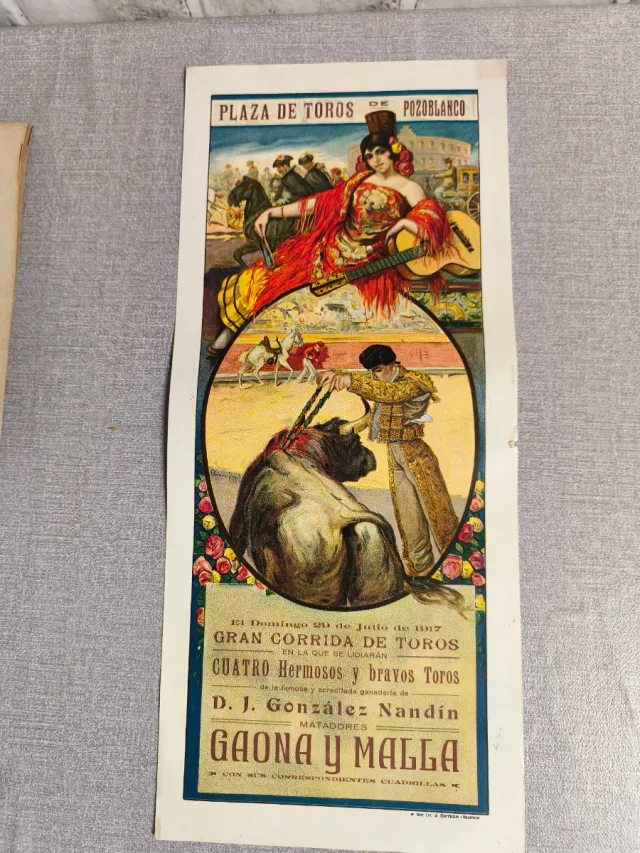 PLAZA DE TOROS DE POZOBLANCO
El Domingo 29 de Julio de 1917
GRAN CORRIDA DE TOROS
EN LA QUE SE LIDIARÁN
CUATRO Hermosos y bravos Toros
de la famosa y acreditada ganadería de
D. J. González Nandín
MATADORES
GAONA y MALLA
CON SUS CORRESPONDIENTES CUADRILLAS